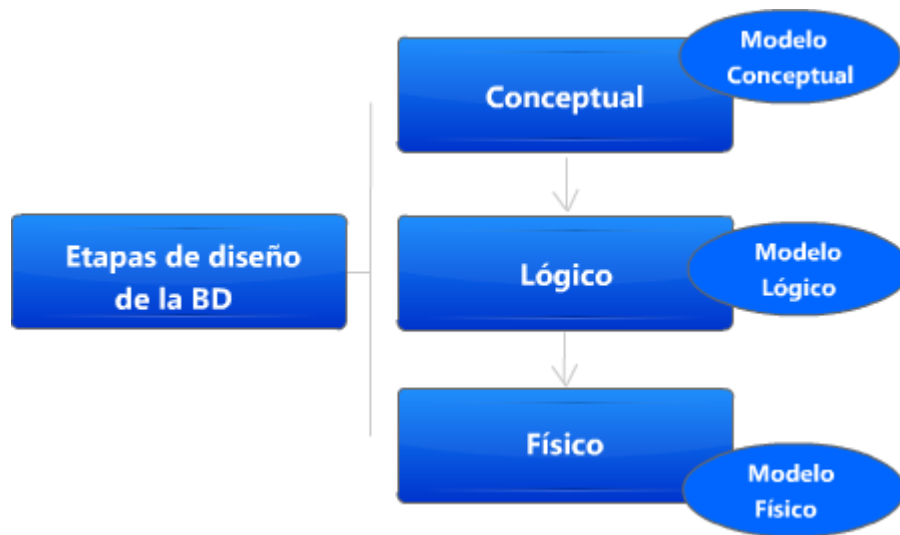 Etapas de diseño
de la BD
Conceptual
Modelo
Conceptual
Lógico
Modelo
Lógico
Físico
Modelo
Físico